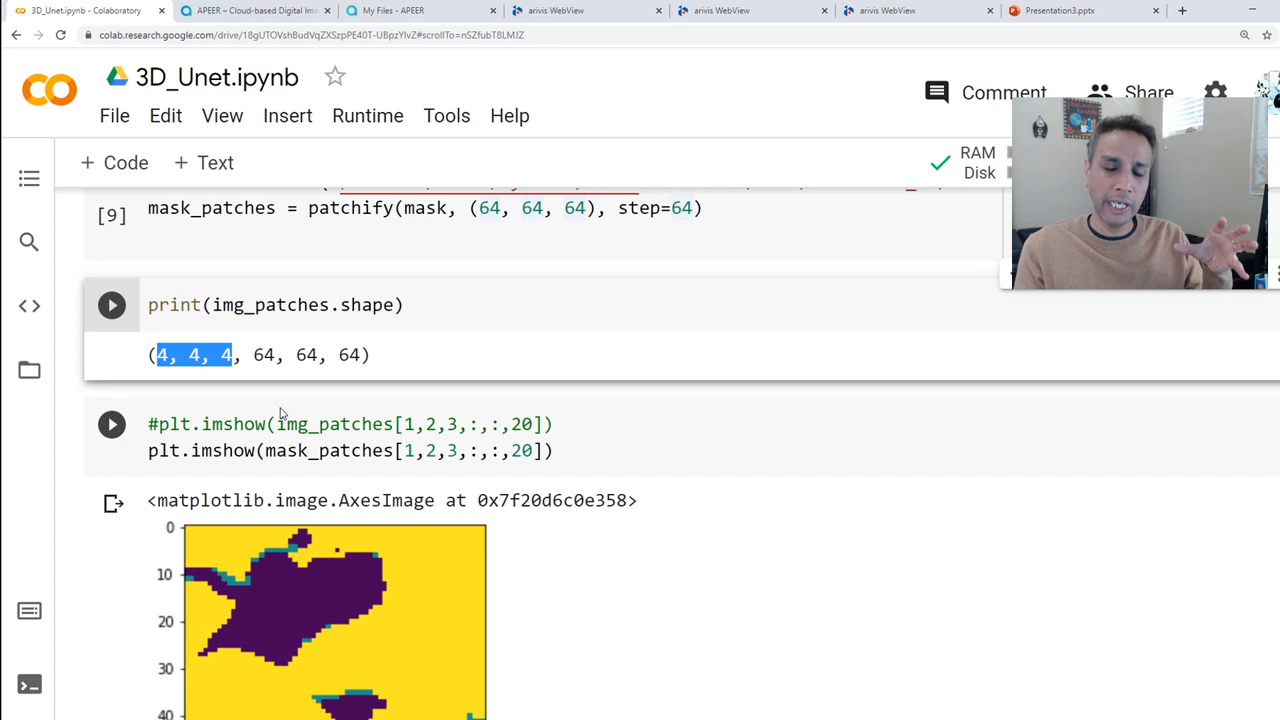 3D_Unet.ipynb - Colaboratory
APEER – Cloud-based Digital Ima
My Files - APEER
arivis WebView
arivis WebView
arivis WebView
Presentation3.pptx
colab.research.google.com/drive/18gUTOVshBudVqZXSzpPE40T-UBpzYlvZ#scrollTo=nSZfubT8LMJZ
3D_Unet.ipynb
Comment
Share
File Edit View Insert Runtime Tools Help
+ Code + Text
RAM
Disk
[9]
mask_patches = patchify(mask, (64, 64, 64), step=64)
print(img_patches.shape)
(4, 4, 4, 64, 64, 64)
#plt.imshow(img_patches[1,2,3,:,:,20])
plt.imshow(mask_patches[1,2,3,:,:,20])
<matplotlib.image.AxesImage at 0x7f20d6c0e358>
0
10
20
30
40